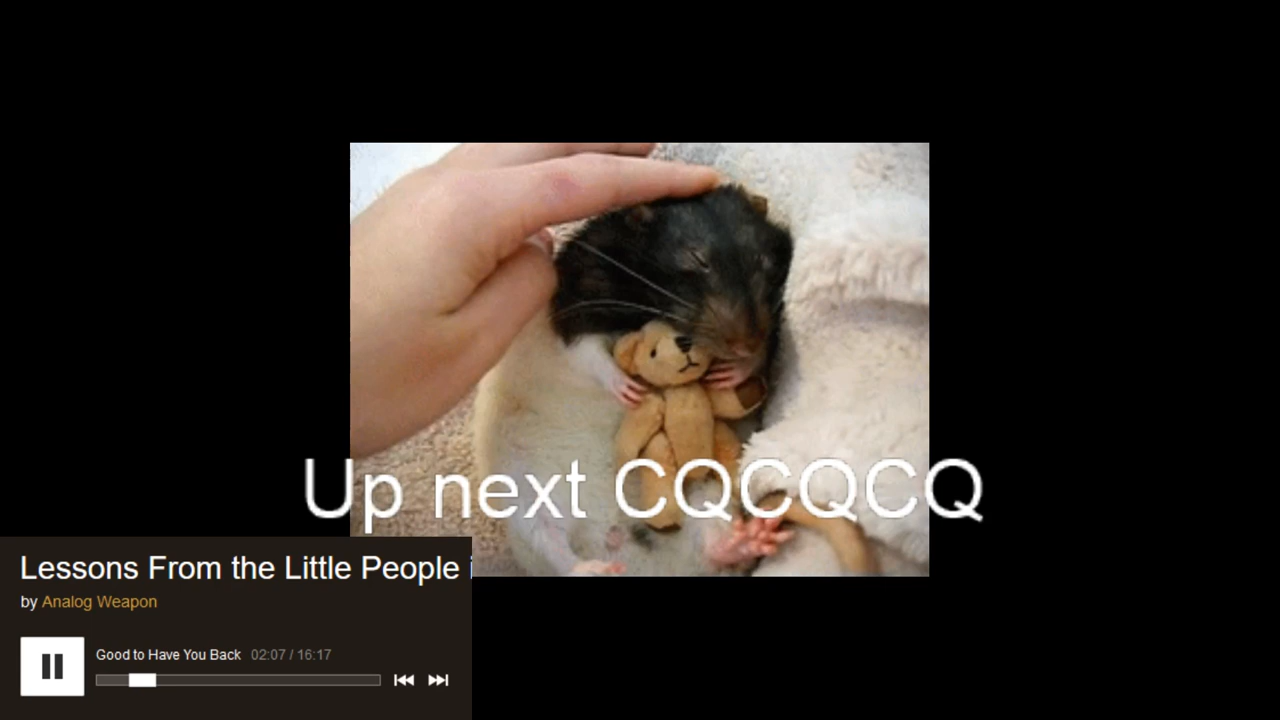 Up next CQCQCQ
Lessons From the Little People
by Analog Weapon
Good to Have You Back 02:07 / 16:17